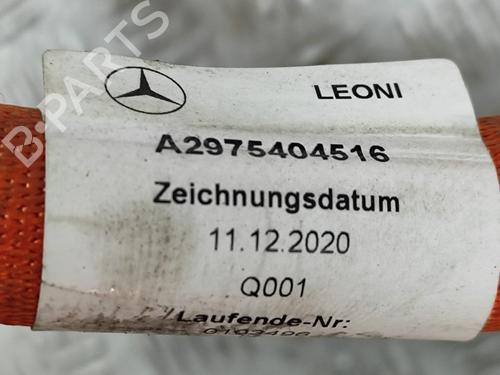 B-PARTS
LEONI
A2975404516
Zeichnungsdatum
11.12.2020
Q001
Laufende-Nr: